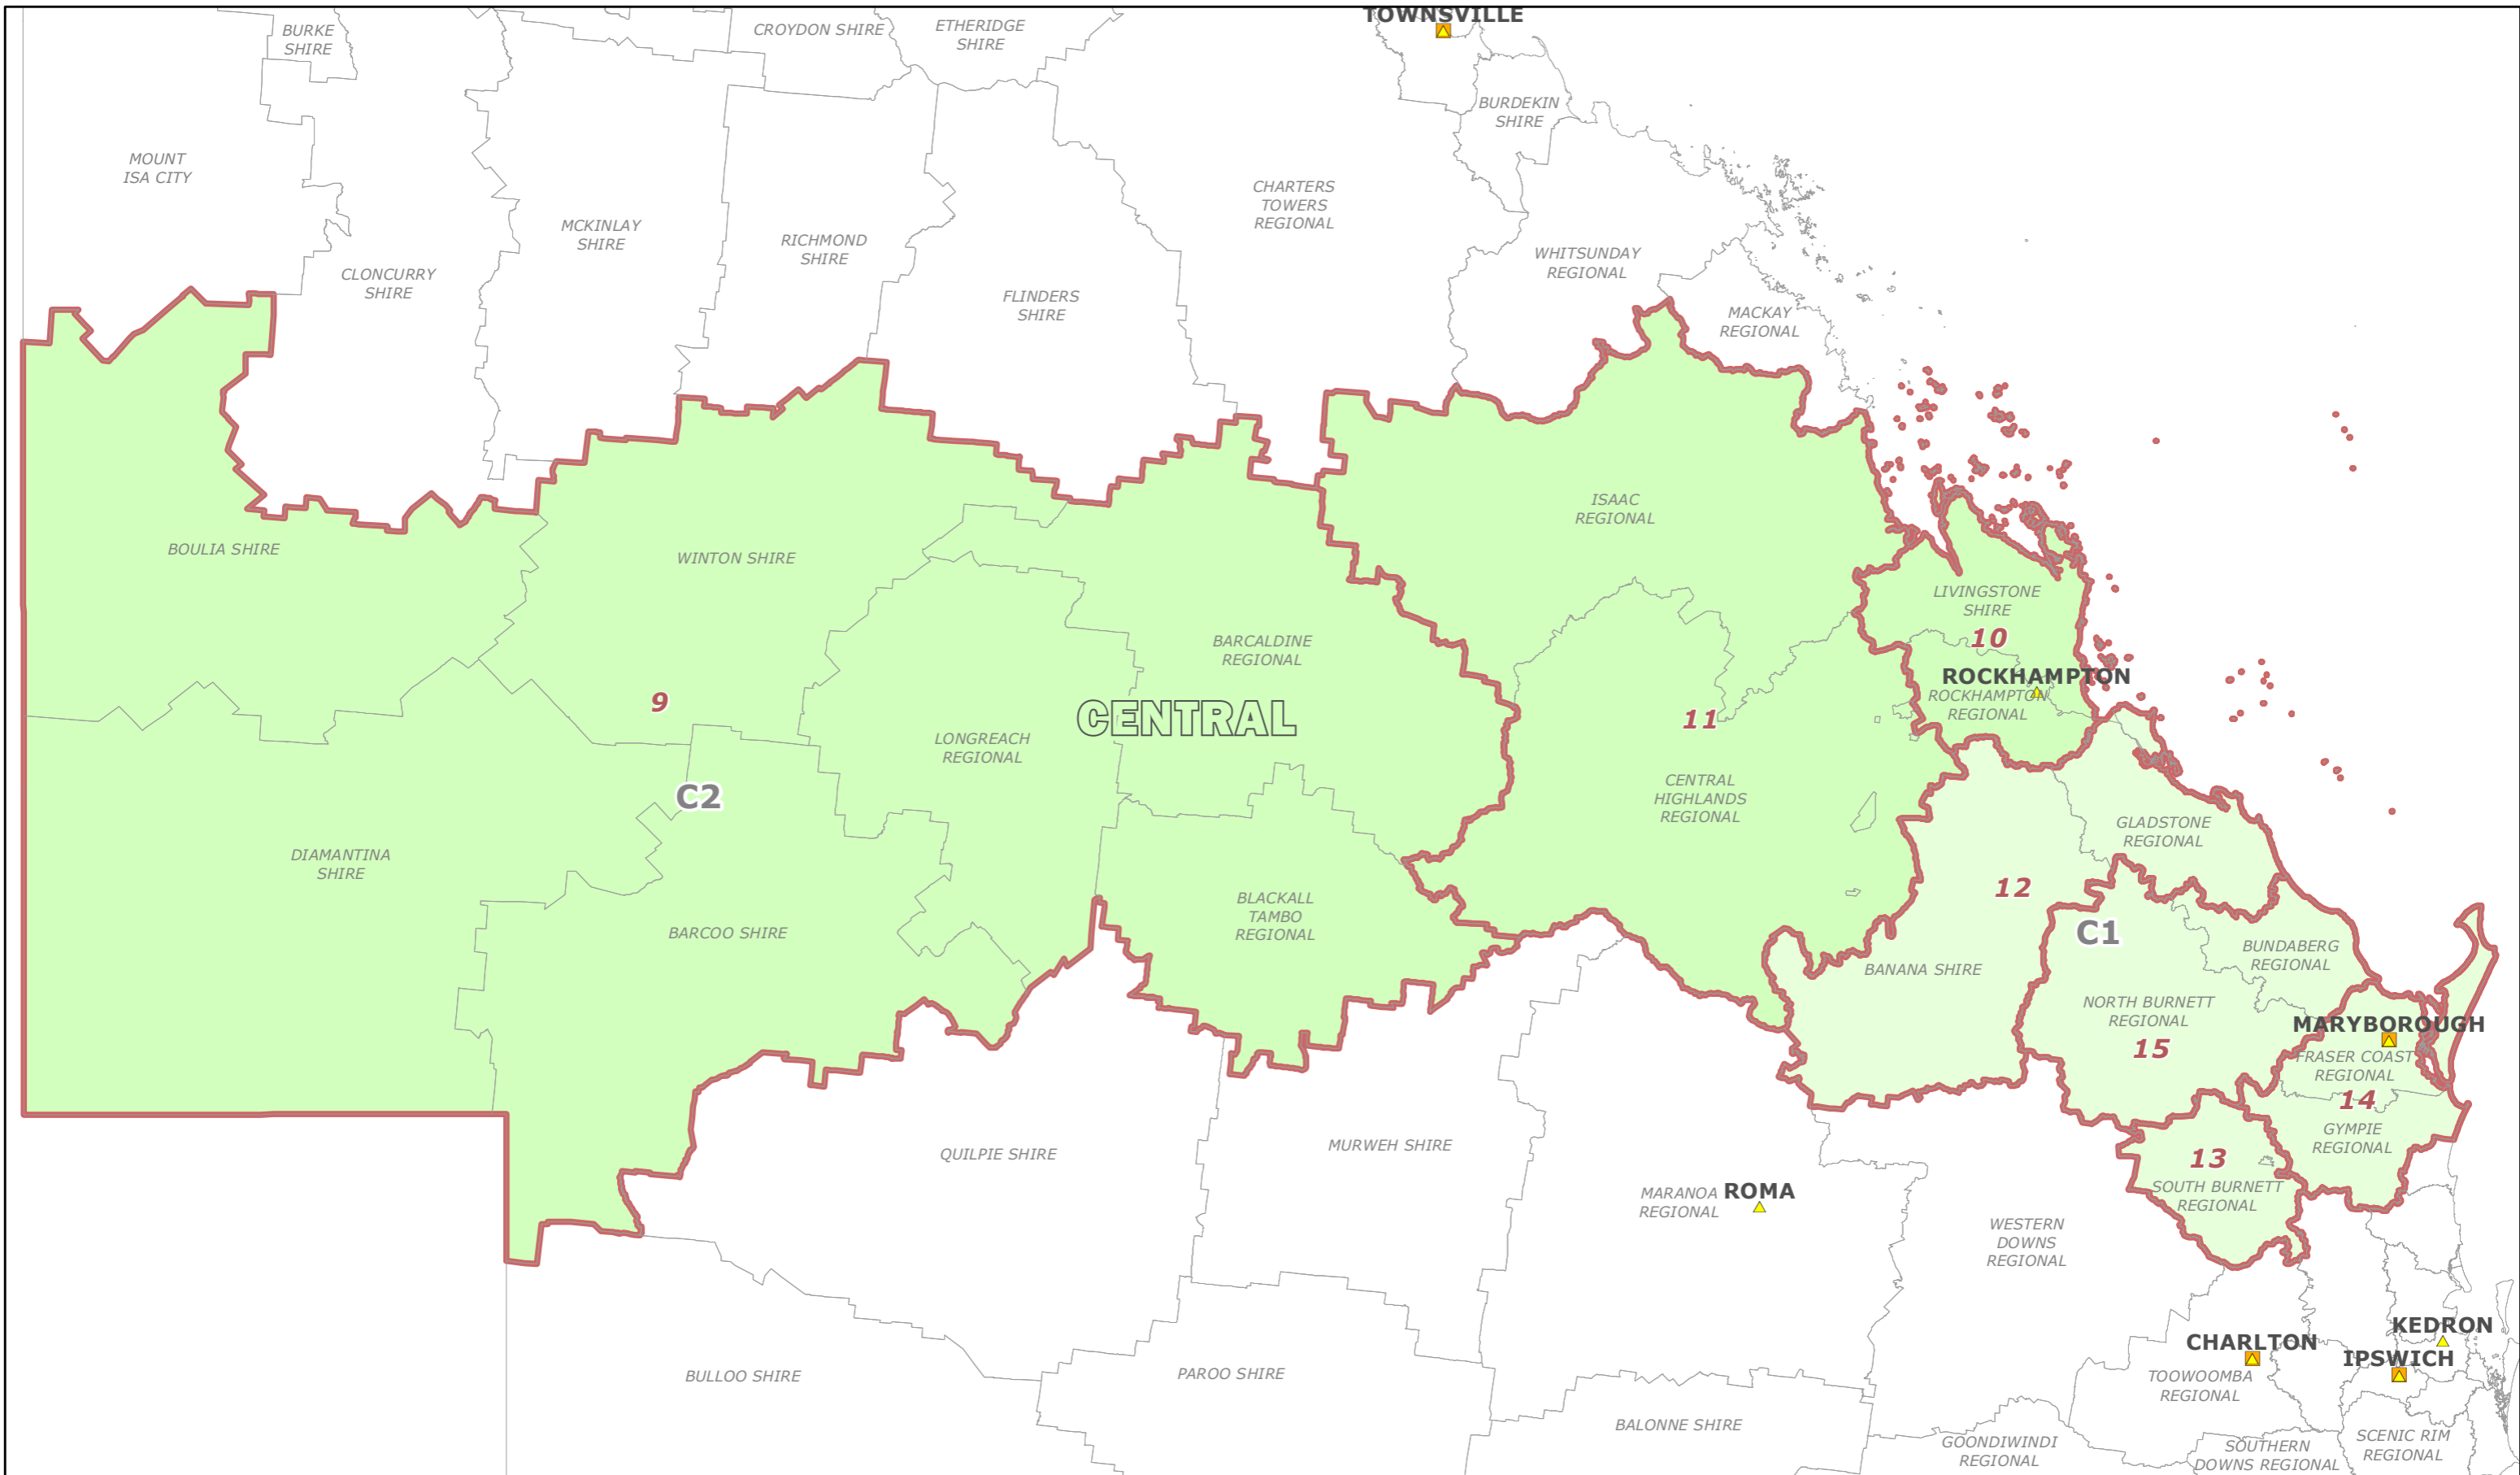 TOWNSVILLE
BURKE
SHIRE
CROYDON SHIRE
ETHERIDGE
SHIRE
BURDEKIN
SHIRE
MOUNT
ISA CITY
CHARTERS
TOWERS
REGIONAL
MCKINLAY
SHIRE
RICHMOND
SHIRE
CLONCURRY
SHIRE
WHITSUNDAY
REGIONAL
FLINDERS
SHIRE
MACKAY
REGIONAL
ISAAC
REGIONAL
BOULIA SHIRE
WINTON SHIRE
LIVINGSTONE
SHIRE
10
BARCALDINE
REGIONAL
ROCKHAMPTON
ROCKHAMPTON
REGIONAL
9
CENTRAL
11
LONGREACH
REGIONAL
CENTRAL
HIGHLANDS
REGIONAL
C2
GLADSTONE
REGIONAL
DIAMANTINA
SHIRE
12
BLACKALL
TAMBO
REGIONAL
BARCOO SHIRE
C1
BUNDABERG
REGIONAL
BANANA SHIRE
NORTH BURNETT
REGIONAL
15
MARYBOROUGH
FRASER COAST
REGIONAL
14
GYMPIE
REGIONAL
QUILPIE SHIRE
MURWEH SHIRE
13
SOUTH BURNETT
REGIONAL
MARANOA
REGIONAL
ROMA
WESTERN
DOWNS
REGIONAL
KEDRON
CHARLTON
IPSWICH
BULLOO SHIRE
PAROO SHIRE
TOOWOOMBA
REGIONAL
BALONNE SHIRE
GOONDIWINDI
REGIONAL
SOUTHERN
DOWNS REGIONAL
SCENIC RIM
REGIONAL